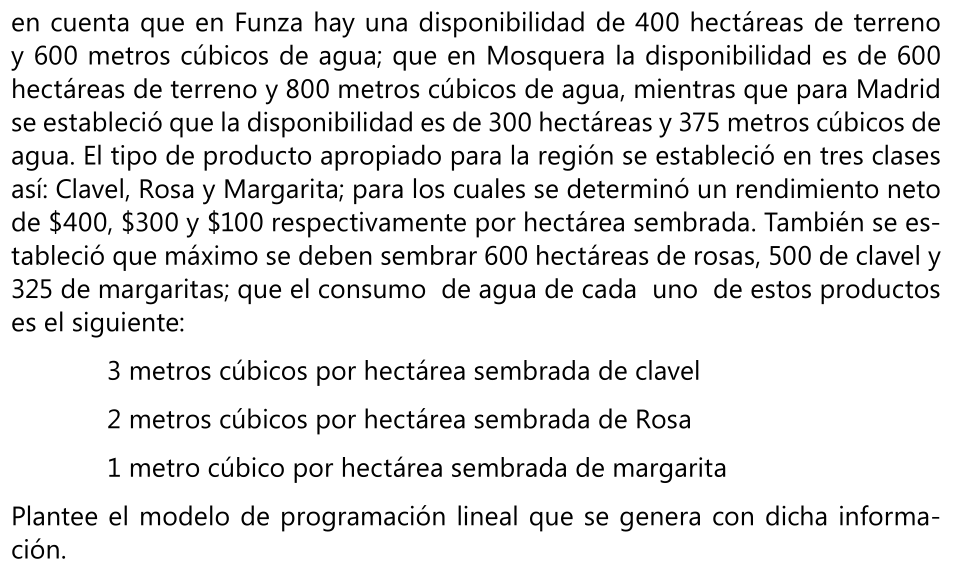 en cuenta que en Funza hay una disponibilidad de 400 hectáreas de terreno
y 600 metros cúbicos de agua; que en Mosquera la disponibilidad es de 600
hectáreas de terreno y 800 metros cúbicos de agua, mientras que para Madrid
se estableció que la disponibilidad es de 300 hectáreas y 375 metros cúbicos de
agua. El tipo de producto apropiado para la región se estableció en tres clases
así: Clavel, Rosa y Margarita; para los cuales se determinó un rendimiento neto
de $400, $300 y $100 respectivamente por hectárea sembrada. También se es-
tableció que máximo se deben sembrar 600 hectáreas de rosas, 500 de clavel y
325 de margaritas; que el consumo de agua de cada uno de estos productos
es el siguiente:
3 metros cúbicos por hectárea sembrada de clavel
2 metros cúbicos por hectárea sembrada de Rosa
1 metro cúbico por hectárea sembrada de margarita
Plantee el modelo de programación lineal que se genera con dicha informa-
ción.